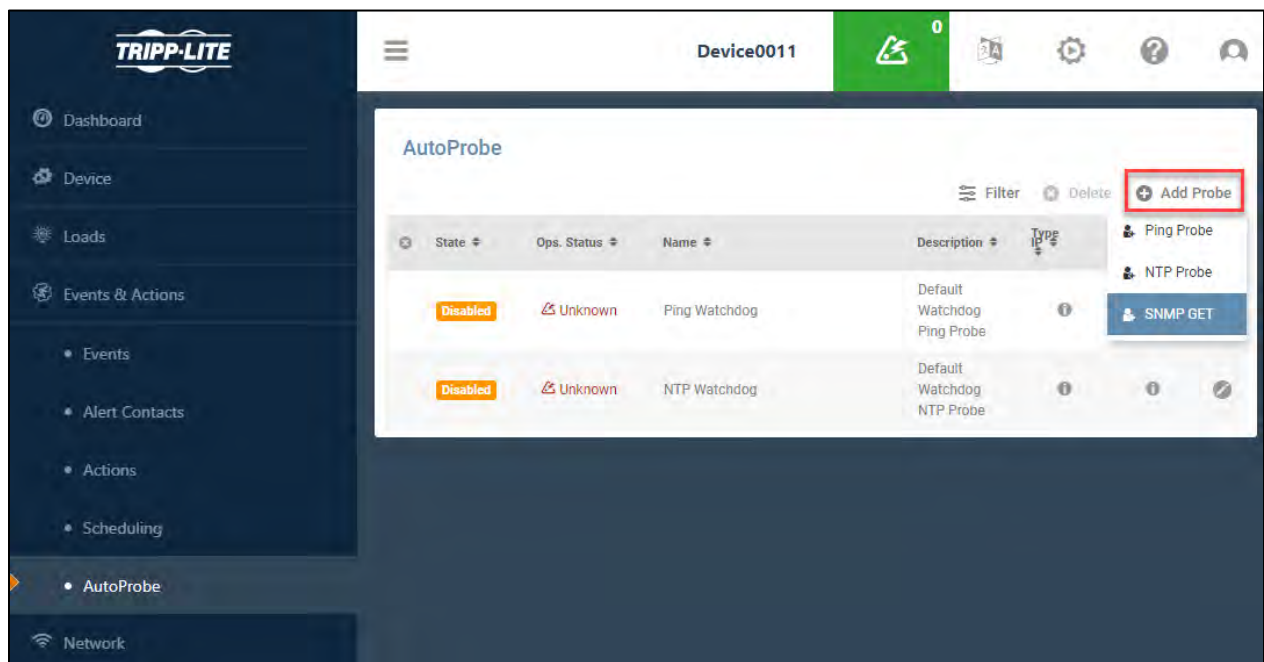 TRIPP·LITE
Device0011
0
Dashboard
Device
Loads
Events & Actions
Events
Alert Contacts
Actions
Scheduling
AutoProbe
Network
AutoProbe
Filter
Delete
Add Probe
Ping Probe
NTP Probe
SNMP GET
State
Ops. Status
Name
Description
Type
IP
Disabled
Unknown
Ping Watchdog
Default
Watchdog
Ping Probe
Disabled
Unknown
NTP Watchdog
Default
Watchdog
NTP Probe